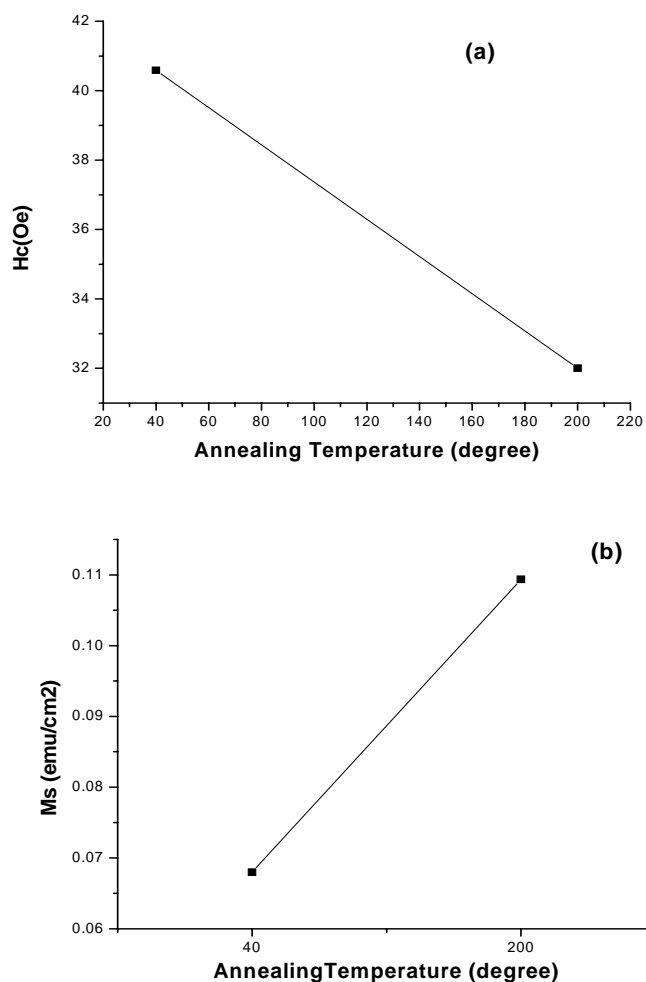 (a)
42
40
38
36
34
32
Hc(Oe)
20 40 60 80 100 120 140 160 180 200 220
Annealing Temperature (degree)
(b)
0.11
0.10
0.09
0.08
0.07
0.06
Ms (emu/cm2)
40 200
AnnealingTemperature (degree)